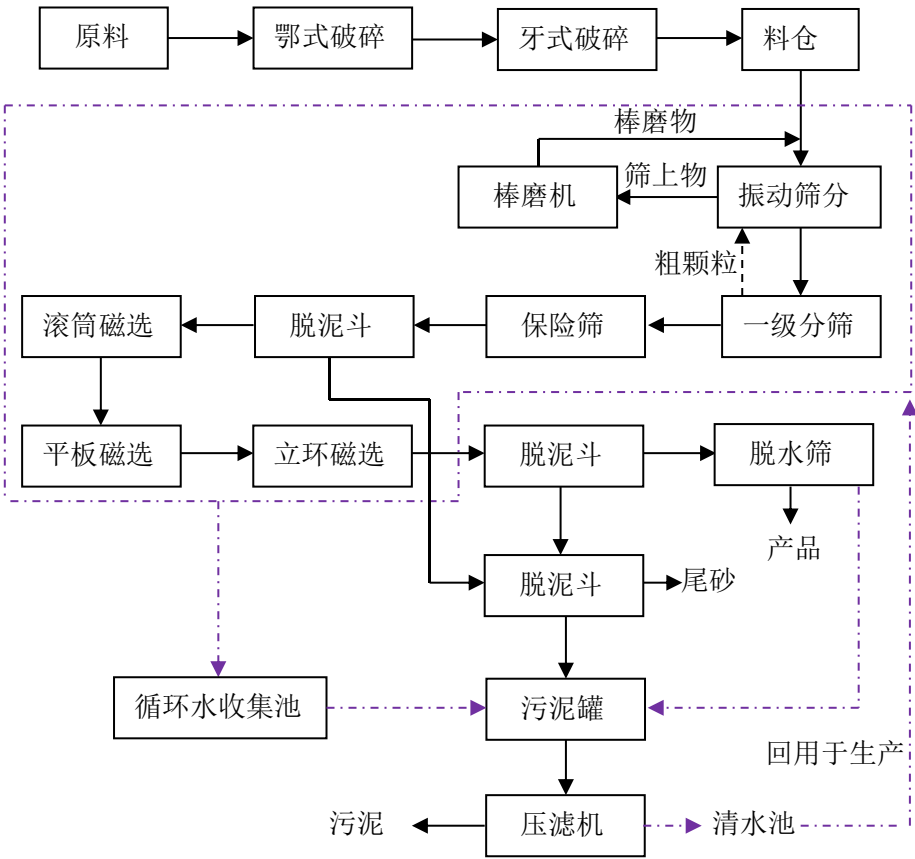 原料
鄂式破碎
牙式破碎
料仓
棒磨物
棒磨机
筛上物
振动筛分
粗颗粒
滚筒磁选
脱泥斗
保险筛
一级分筛
平板磁选
立环磁选
脱泥斗
脱水筛
产品
脱泥斗
尾砂
循环水收集池
污泥罐
回用于生产
污泥
压滤机
清水池